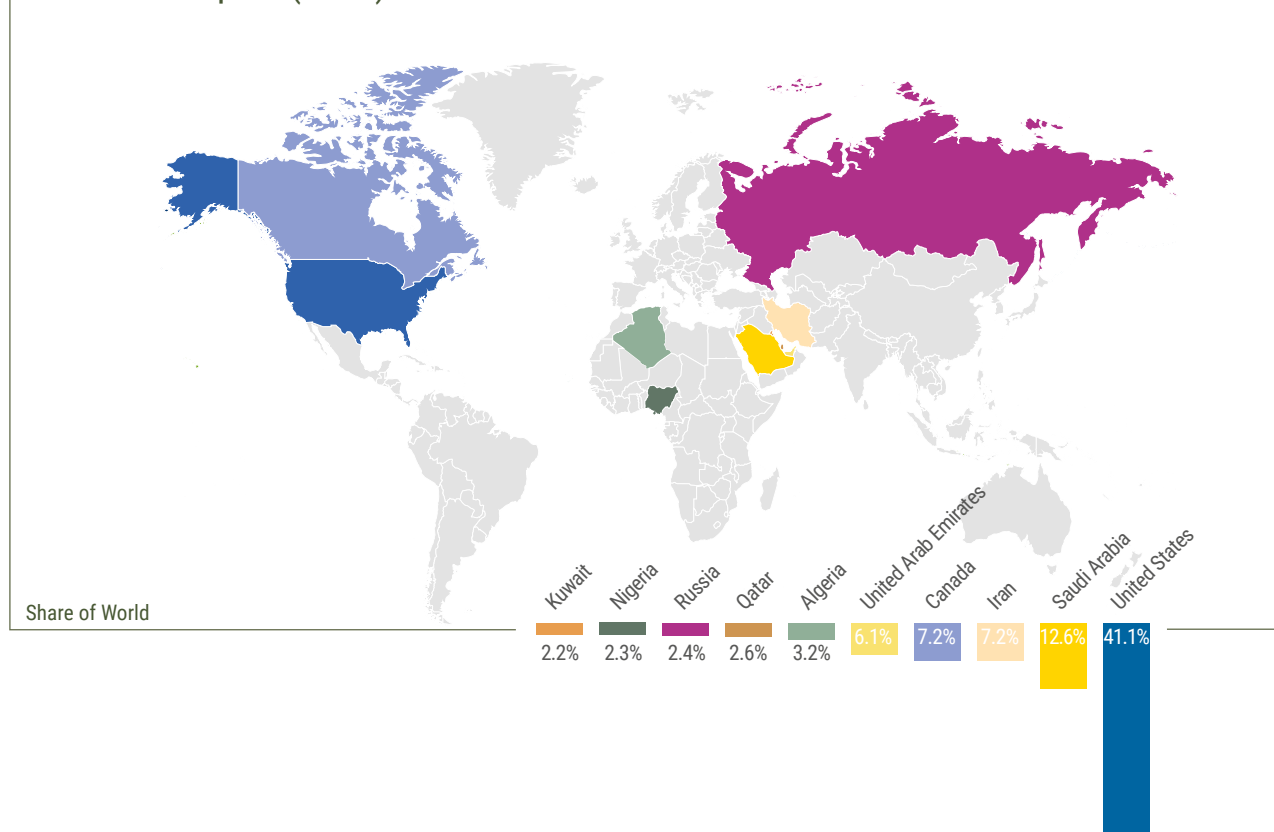 Share of World
Kuwait
Nigeria
Russia
Qatar
Algeria
United Arab Emirates
Canada
Iran
Saudi Arabia
United States
2.2%
2.3%
2.4%
2.6%
3.2%
6.1%
7.2%
7.2%
12.6%
41.1%